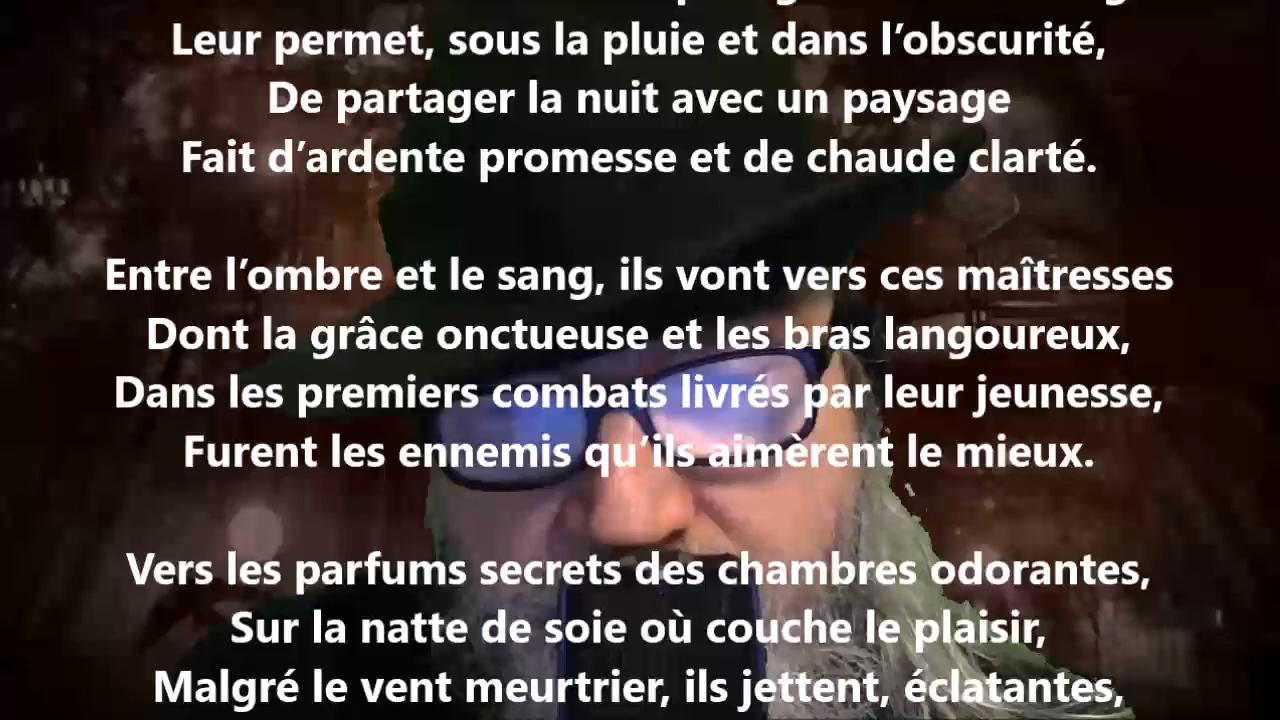 Leur permet, sous la pluie et dans l’obscurité,
De partager la nuit avec un paysage
Fait d’ardente promesse et de chaude clarté.
Entre l’ombre et le sang, ils vont vers ces maîtresses
Dont la grâce onctueuse et les bras langoureux,
Dans les premiers combats livrés par leur jeunesse,
Furent les ennemis qu’ils aimèrent le mieux.
Vers les parfums secrets des chambres odorantes,
Sur la natte de soie où couche le plaisir,
Malgré le vent meurtrier, ils jettent, éclatantes,